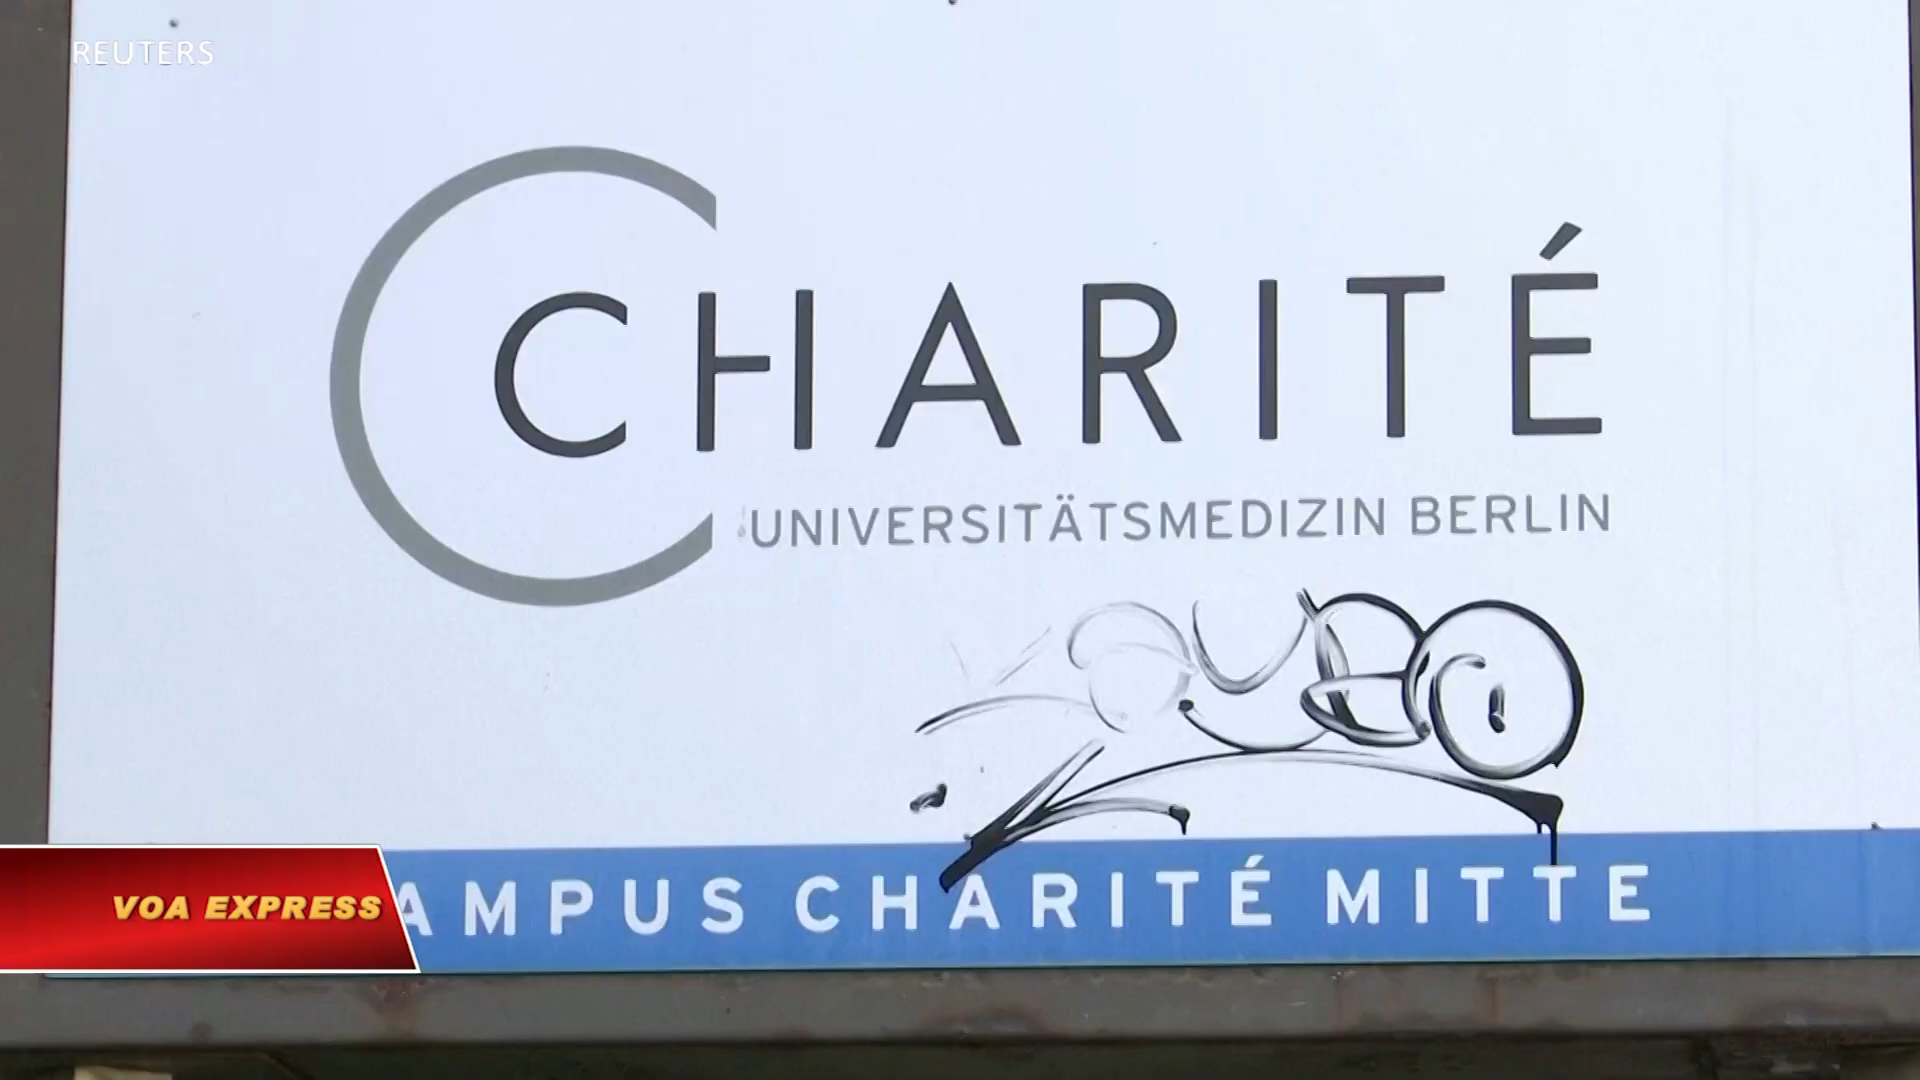 REUTERS
CHARITÉ
UNIVERSITÄTSMEDIZIN BERLIN
VOA EXPRESS
AMPUS CHARITÉ MITTE